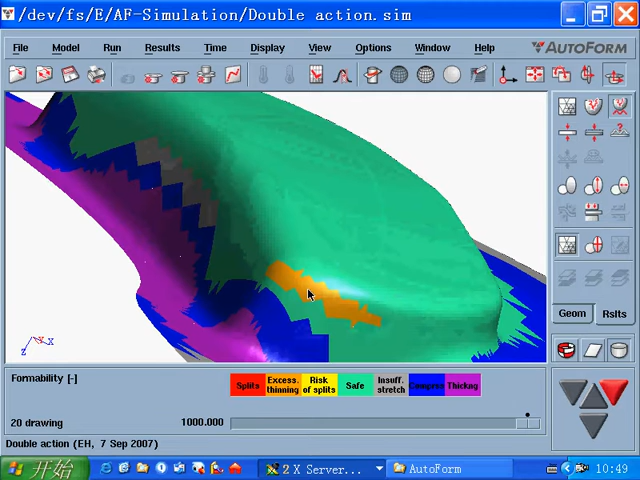 /dev/fs/E/AF-Simulation/Double action.sim
File Model Run Results Time Display View Options Window Help AUTOFORM
Geom Rslts
Formability [-]
Splits Excess. thinning Risk of splits Safe Insuff. stretch Compress Thickng
20 drawing 1000.000
Double action (EH, 7 Sep 2007)
Z X
开始 2 X Server... AutoForm 10:49